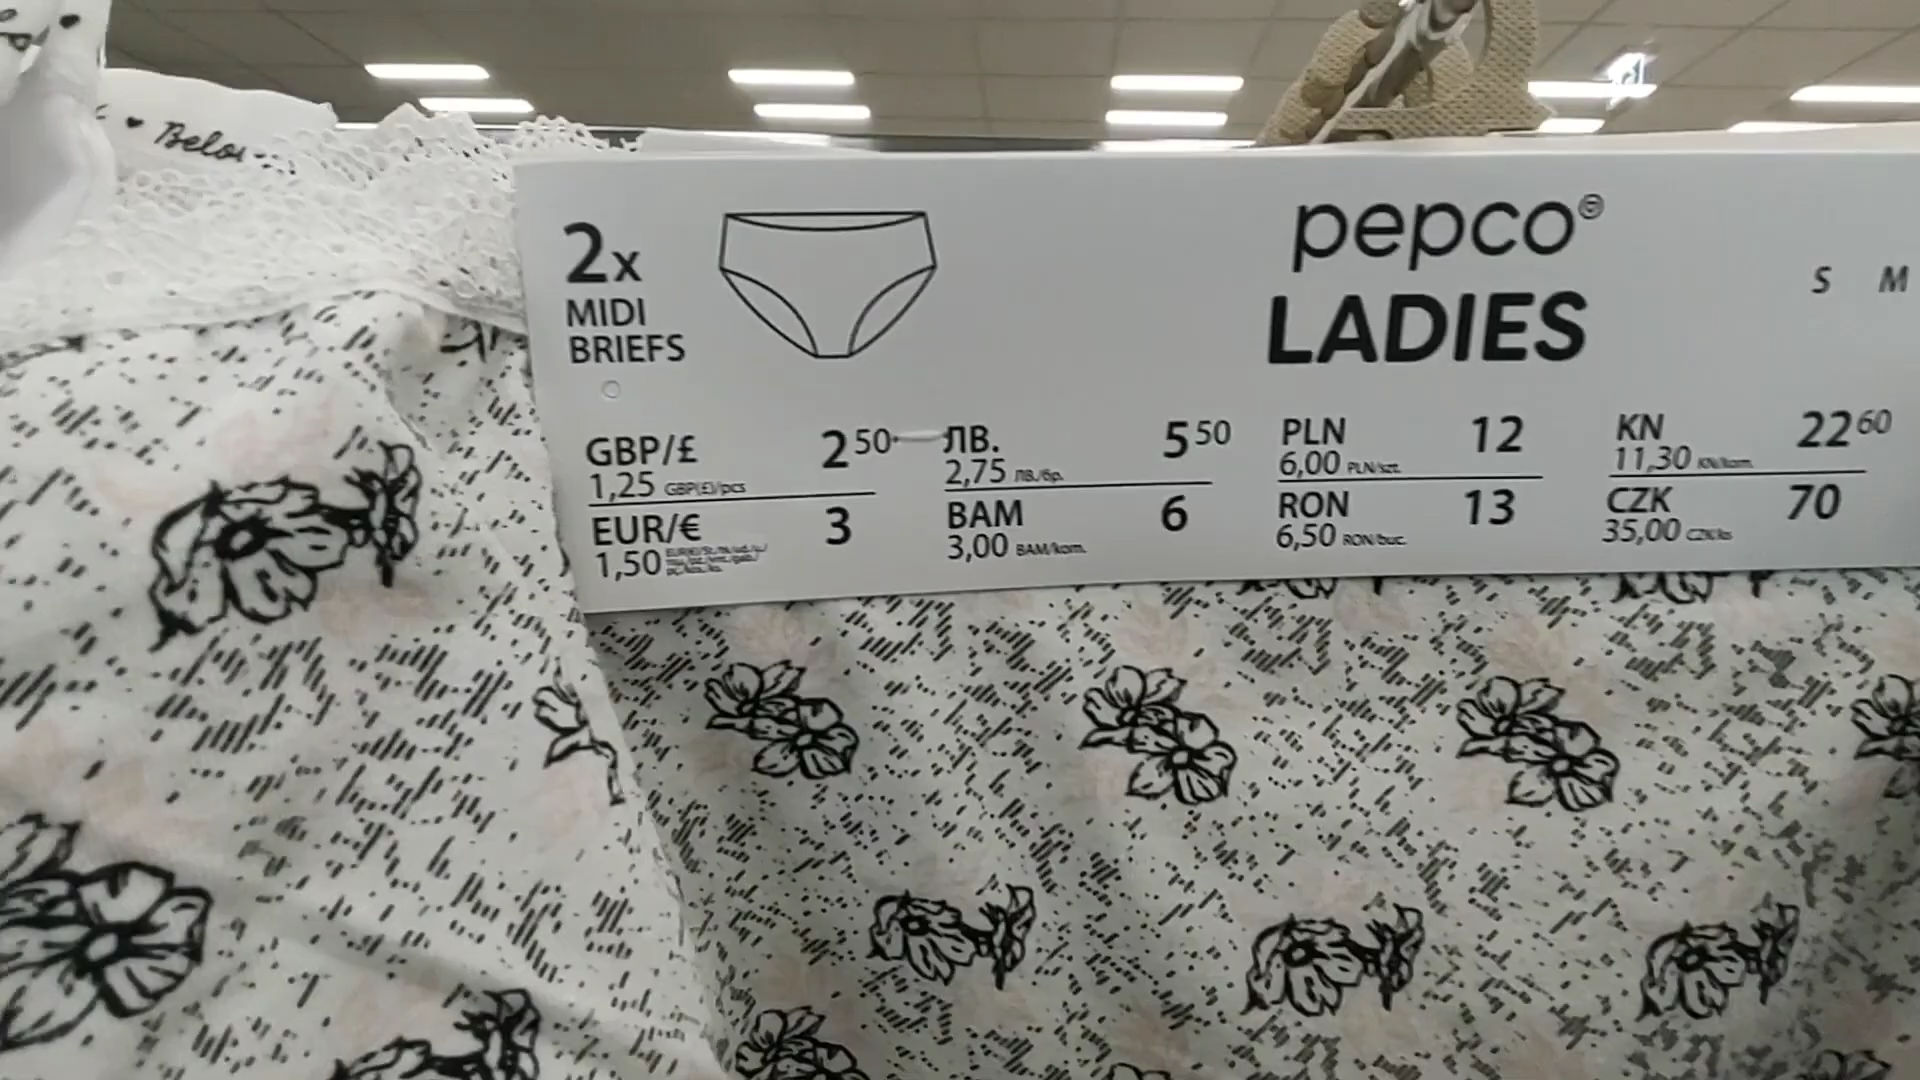 Belov
2x
MIDI
BRIEFS
pepco®
LADIES
S M
GBP/£ 2 50
1,25 GBP(£)/pcs
EUR/€ 3
1,50
ЛВ. 5 50
2,75 ЛВ./бр.
BAM 6
3,00 BAM/kom.
PLN 12
6,00 PLN/szt.
RON 13
6,50 RON/buc.
KN 22 60
11,30 KN/kom.
CZK 70
35,00 CZK/ks